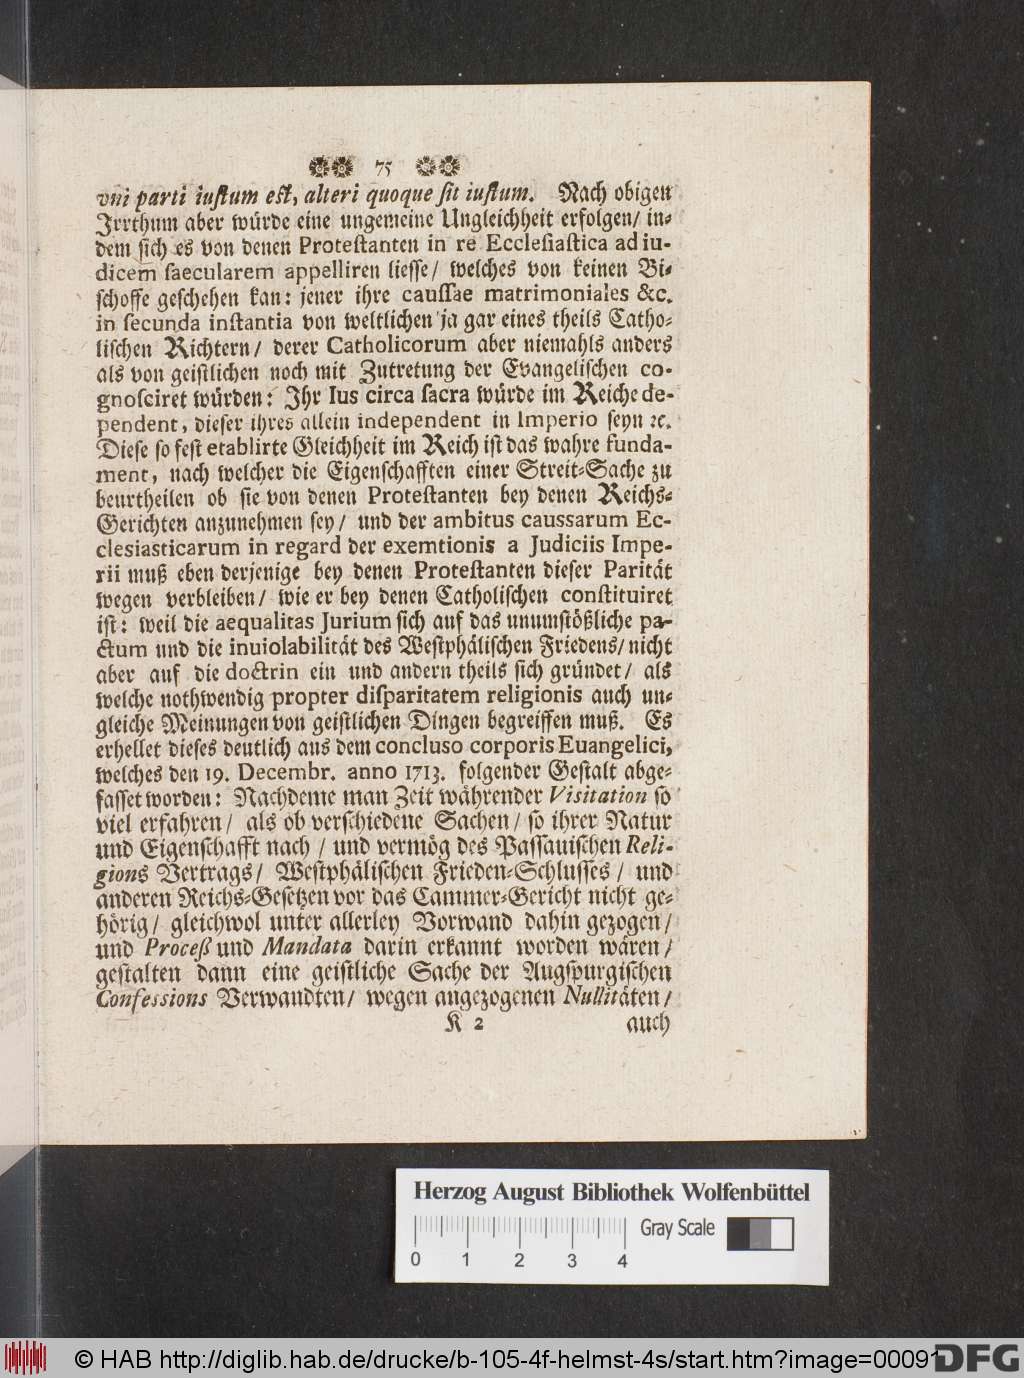 75
vni parti iuſtum eſt, alteri quoque ſit iuſtum. Nach obigen
Irrthum aber würde eine ungemeine Ungleichheit erfolgen/ in⸗
dem ſich es von denen Proteſtanten in re Eccleſiaſtica ad iu-
dicem ſaecularem appelliren lieſſe/ welches von keinen Bi⸗
ſchoffe geſchehen kan: jener ihre cauſſae matrimoniales &c.
in ſecunda inſtantia von weltlichen ja gar eines theils Catho⸗
liſchen Richtern/ derer Catholicorum aber niemahls anders
als von geiſtlichen noch mit Zutretung der Evangeliſchen co-
gnoſciret würden: Ihr Ius circa ſacra würde im Reiche de-
pendent, dieſer ihres allein independent in Imperio ſeyn ꝛc.
Dieſe ſo feſt etablirte Gleichheit im Reich iſt das wahre funda-
ment, nach welcher die Eigenſchafften einer Streit⸗Sache zu
beurtheilen ob ſie von denen Proteſtanten bey denen Reichs⸗
Gerichten anzunehmen ſey/ und der ambitus caussarum Ec-
clesiasticarum in regard der exemtionis a Judiciis Impe-
rii muß eben derjenige bey denen Proteſtanten dieſer Parität
wegen verbleiben/ wie er bey denen Catholiſchen conſtituiret
iſt: weil die aequalitas Jurium ſich auf das unumſtößliche pa-
ctum und die inuiolabilität des Weſtphäliſchen Friedens/ nicht
aber auf die doctrin ein und andern theils ſich gründet/ als
welche nothwendig propter diſparitatem religionis auch un⸗
gleiche Meinungen von geiſtlichen Dingen begreiffen muß. Es
erhellet dieſes deutlich aus dem concluso corporis Euangelici,
welches den 19. Decembr. anno 1713. folgender Geſtalt abge⸗
faſſet worden: Nachdeme man Zeit währender Visitation ſo
viel erfahren/ als ob verſchiedene Sachen/ ſo ihrer Natur
und Eigenſchafft nach/ und vermög des Paſſauiſchen Reli-
gions Vertrags/ Weſtphäliſchen Frieden⸗Schluſſes/ und
anderen Reichs⸗Geſetzen vor das Cammer⸗Gericht nicht ge⸗
hörig/ gleichwol unter allerley Vorwand dahin gezogen/
und Proceß und Mandata darin erkannt worden wären/
geſtalten dann eine geiſtliche Sache der Augſpurgiſchen
Confessions Verwandten/ wegen angezogenen Nullitäten/
K 2 auch
Herzog August Bibliothek Wolfenbüttel
Gray Scale
0 1 2 3 4
© HAB http://diglib.hab.de/drucke/b-105-4f-helmst-4s/start.htm?image=00091
DFG